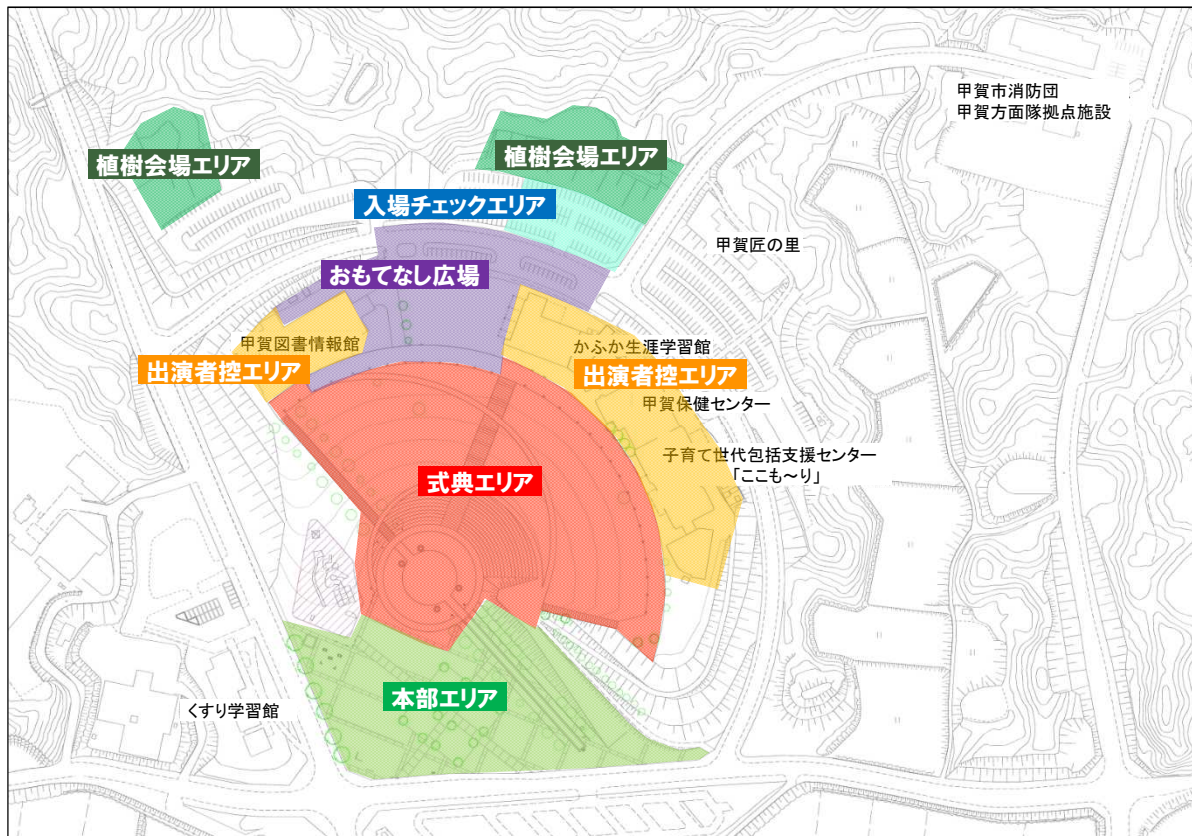 甲賀市消防団
甲賀方面隊拠点施設
植樹会場エリア
植樹会場エリア
入場チェックエリア
甲賀匠の里
おもてなし広場
甲賀図書情報館
かふか生涯学習館
出演者控エリア
出演者控エリア
甲賀保健センター
子育て世代包括支援センター
「ここも～り」
式典エリア
本部エリア
くすり学習館